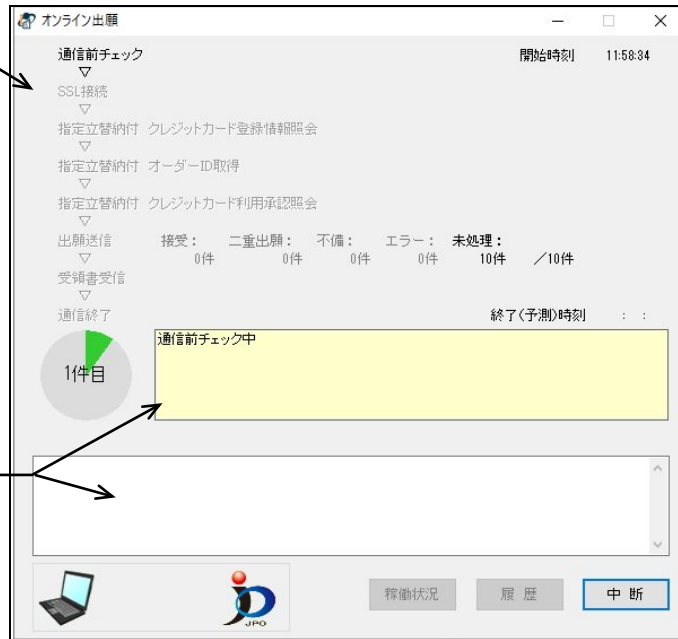 オンライン出願
通信前チェック 開始時刻 11:58:34
▽
SSL接続
▽
指定立替納付 クレジットカード登録情報照会
▽
指定立替納付 オーダーID取得
▽
指定立替納付 クレジットカード利用承認照会
▽
出願送信 接受： 二重出願： 不備： エラー： 未処理：
▽ 0件 0件 0件 0件 10件 ／10件
受領書受信
▽
通信終了 終了(予測)時刻 : :
通信前チェック中
1件目
JPO
稼働状況 履 歴 中 断